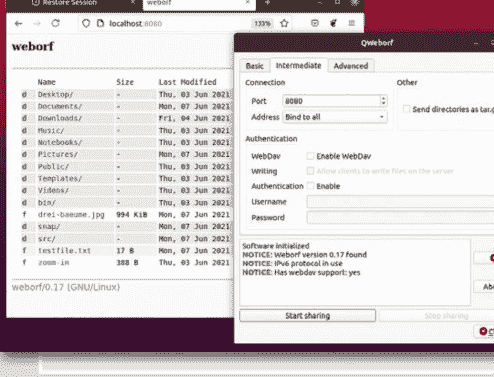 Restore Session
weborf
localhost:8080
133%
weborf
Name Size Last Modified
d Desktop/ - Thu, 03 Jun 2021
d Documents/ - Mon, 07 Jun 2021
d Downloads/ - Fri, 04 Jun 2021
d Music/ - Thu, 03 Jun 2021
d Notebooks/ - Thu, 03 Jun 2021
d Pictures/ - Mon, 07 Jun 2021
d Public/ - Thu, 03 Jun 2021
d Templates/ - Thu, 03 Jun 2021
d Videos/ - Thu, 03 Jun 2021
d bin/ - Thu, 03 Jun 2021
f drei-baeume.jpg 994 KiB Mon, 07 Jun 2021
d snap/ - Mon, 07 Jun 2021
d src/ - Mon, 07 Jun 2021
f testfile.txt 17 B Mon, 07 Jun 2021
f zoom-in 388 B Thu, 03 Jun 2021
weborf/0.17 (GNU/Linux)
QWeborf
Basic Intermediate Advanced
Connection
Port 8080
Address Bind to all
Other
Send directories as tar.g
Authentication
WebDav Enable WebDav
Writing Allow clients to write files on the server
Authentication Enable
Username
Password
Software initialized
NOTICE: Weborf version 0.17 found
NOTICE: IPv6 protocol in use
NOTICE: Has webdav support: yes
Abo
Start sharing Stop sharing